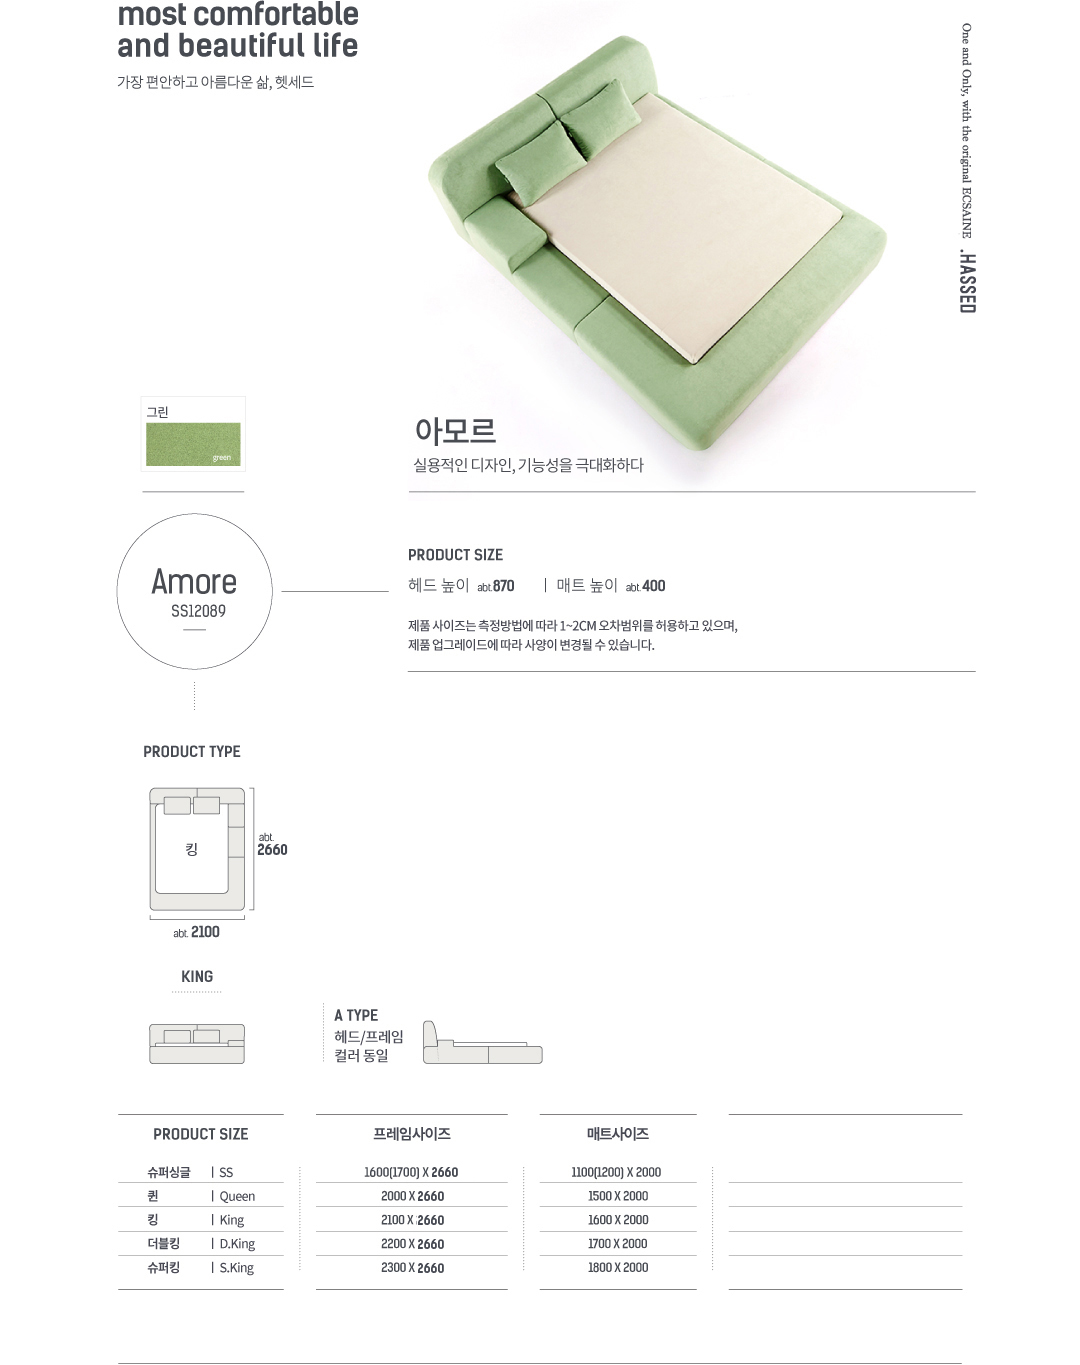 most comfortable
and beautiful life
가장 편안하고 아름다운 삶, 헷세드
One and Only, with the original ECSAINE .HASSED
그린
green
아모르
실용적인 디자인, 기능성을 극대화하다
Amore
SS12089
PRODUCT SIZE
헤드 높이 abt.870 | 매트 높이 abt.400
제품 사이즈는 측정방법에 따라 1~2CM 오차범위를 허용하고 있으며,
제품 업그레이드에 따라 사양이 변경될 수 있습니다.
PRODUCT TYPE
킹
abt.
2660
abt. 2100
KING
A TYPE
헤드/프레임
컬러 동일
PRODUCT SIZE 프레임사이즈 매트사이즈
슈퍼싱글 | SS 1600(1700) X 2660 1100(1200) X 2000
퀸 | Queen 2000 X 2660 1500 X 2000
킹 | King 2100 X 2660 1600 X 2000
더블킹 | D.King 2200 X 2660 1700 X 2000
슈퍼킹 | S.King 2300 X 2660 1800 X 2000